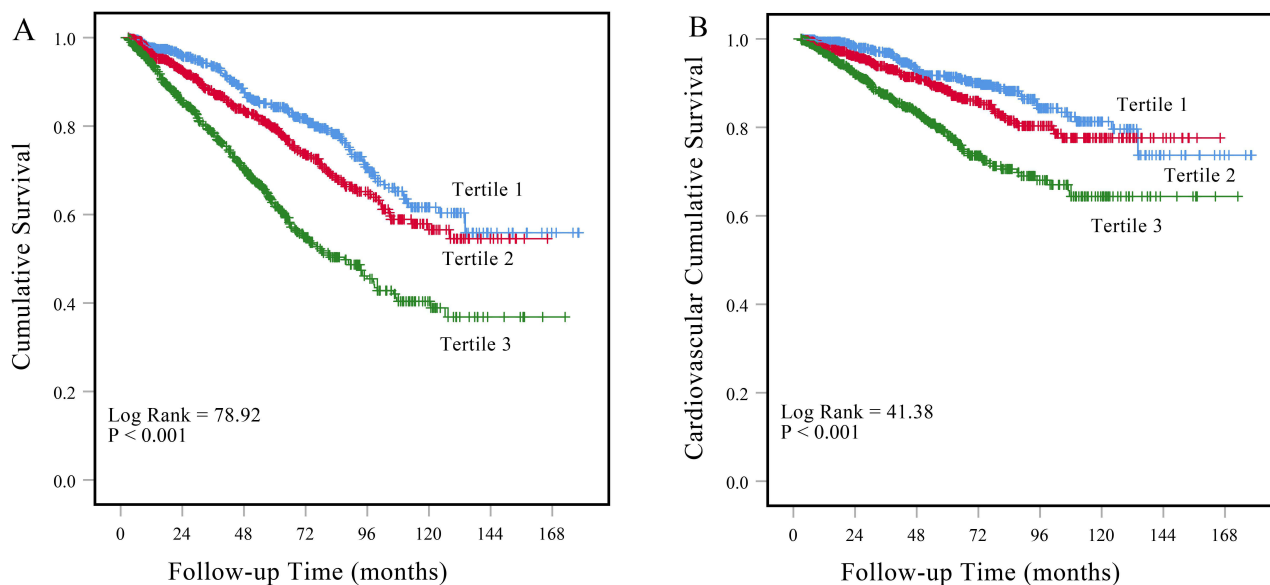 A
Cumulative Survival
1.0
0.8
0.6
0.4
0.2
0.0
Tertile 1
Tertile 2
Tertile 3
Log Rank = 78.92
P < 0.001
0 24 48 72 96 120 144 168
Follow-up Time (months)
B
Cardiovascular Cumulative Survival
1.0
0.8
0.6
0.4
0.2
0.0
Tertile 1
Tertile 2
Tertile 3
Log Rank = 41.38
P < 0.001
0 24 48 72 96 120 144 168
Follow-up Time (months)